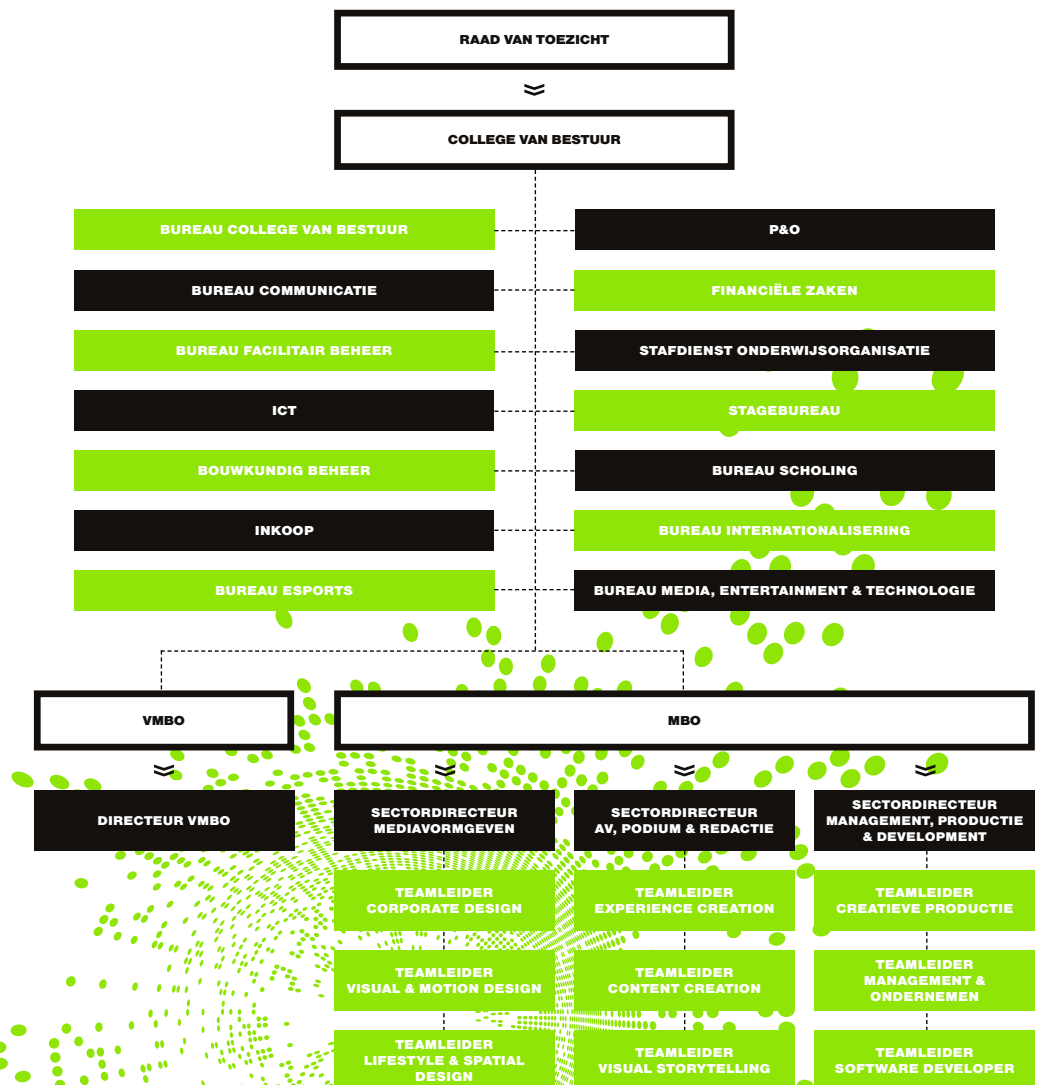 RAAD VAN TOEZICHT
COLLEGE VAN BESTUUR
BUREAU COLLEGE VAN BESTUUR
P&O
BUREAU COMMUNICATIE
FINANCIËLE ZAKEN
BUREAU FACILITAIR BEHEER
STAFDIENST ONDERWIJSORGANISATIE
ICT
STAGEBUREAU
BOUWKUNDIG BEHEER
BUREAU SCHOLING
INKOOP
BUREAU INTERNATIONALISERING
BUREAU ESPORTS
BUREAU MEDIA, ENTERTAINMENT & TECHNOLOGIE
VMBO
MBO
DIRECTEUR VMBO
SECTORDIRECTEUR
MEDIAVORMGEVEN
SECTORDIRECTEUR
AV, PODIUM & REDACTIE
SECTORDIRECTEUR
MANAGEMENT, PRODUCTIE
& DEVELOPMENT
TEAMLEIDER
CORPORATE DESIGN
TEAMLEIDER
EXPERIENCE CREATION
TEAMLEIDER
CREATIEVE PRODUCTIE
TEAMLEIDER
VISUAL & MOTION DESIGN
TEAMLEIDER
CONTENT CREATION
TEAMLEIDER
MANAGEMENT &
ONDERNEMEN
TEAMLEIDER
LIFESTYLE & SPATIAL
DESIGN
TEAMLEIDER
VISUAL STORYTELLING
TEAMLEIDER
SOFTWARE DEVELOPER